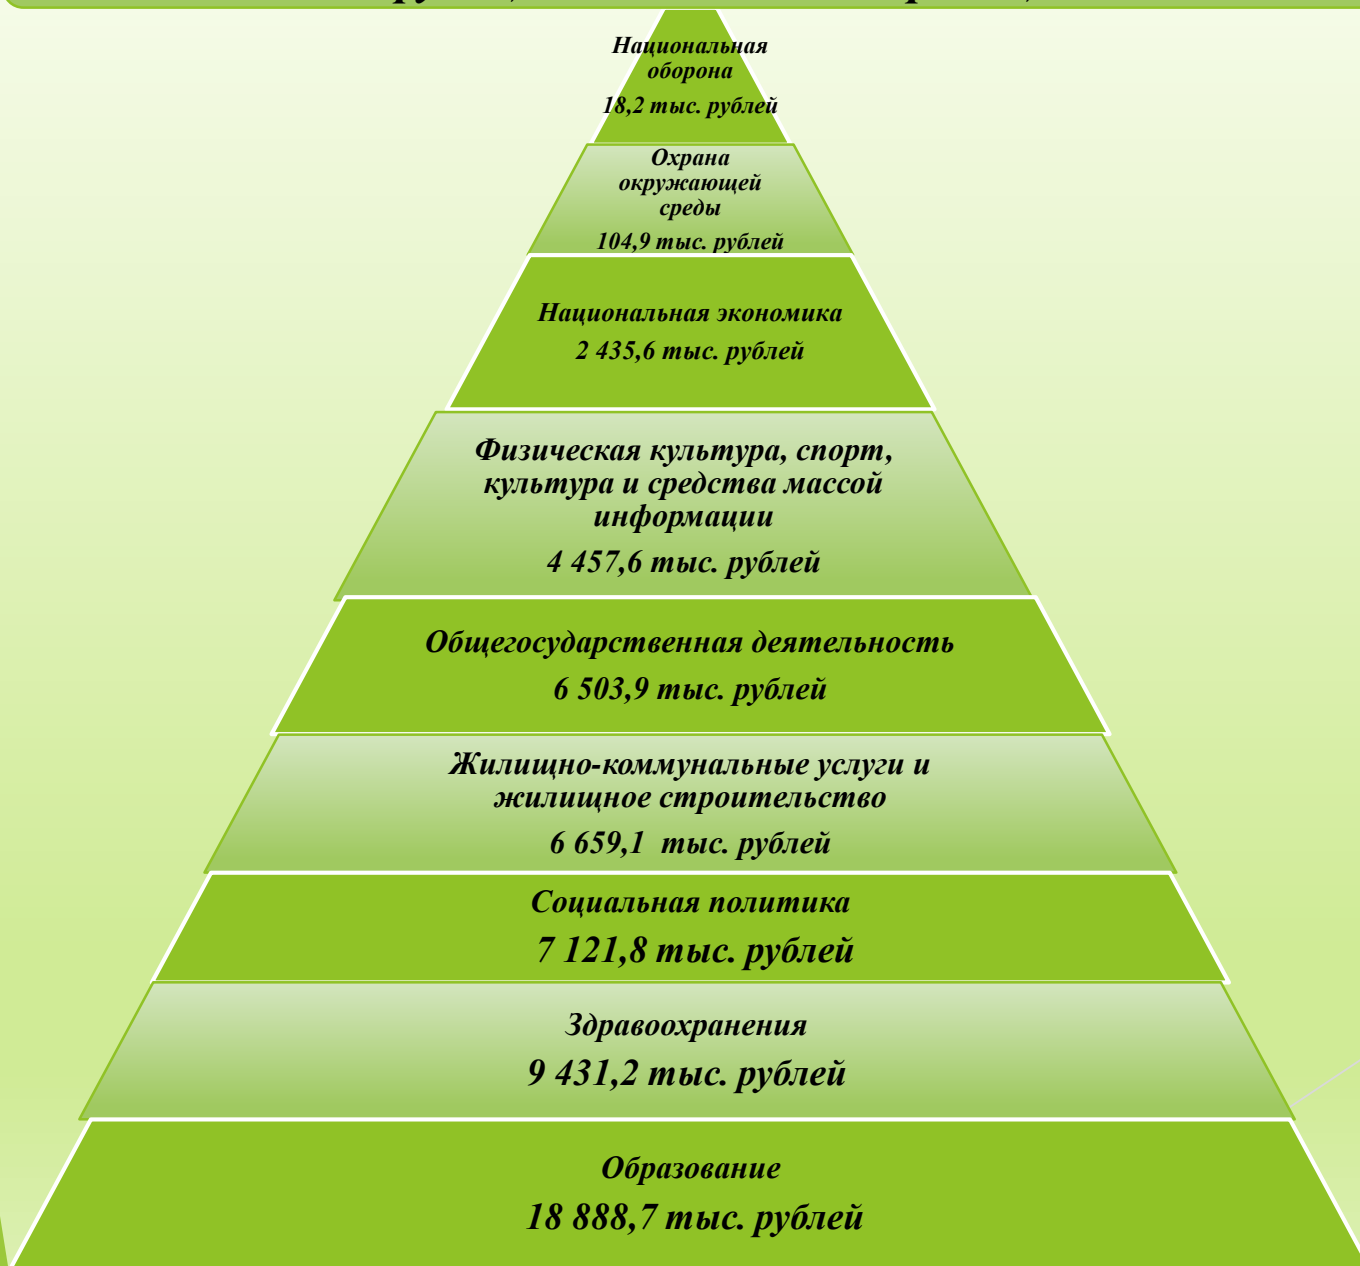 Национальная
оборона
18,2 тыс. рублей
Охрана
окружающей
среды
104,9 тыс. рублей
Национальная экономика
2 435,6 тыс. рублей
Физическая культура, спорт,
культура и средства массой
информации
4 457,6 тыс. рублей
Общегосударственная деятельность
6 503,9 тыс. рублей
Жилищно-коммунальные услуги и
жилищное строительство
6 659,1 тыс. рублей
Социальная политика
7 121,8 тыс. рублей
Здравоохранения
9 431,2 тыс. рублей
Образование
18 888,7 тыс. рублей